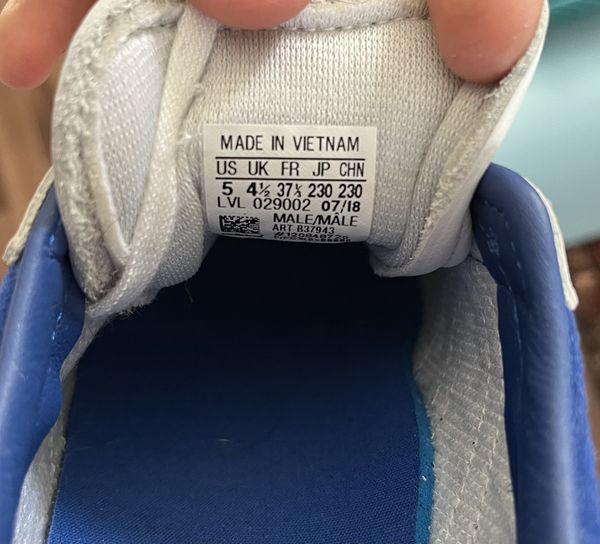 MADE IN VIETNAM
US UK FR JP CHN
5 4½ 37⅓ 230 230
LVL 029002 07/18
MALE/MÂLE
ART B37943